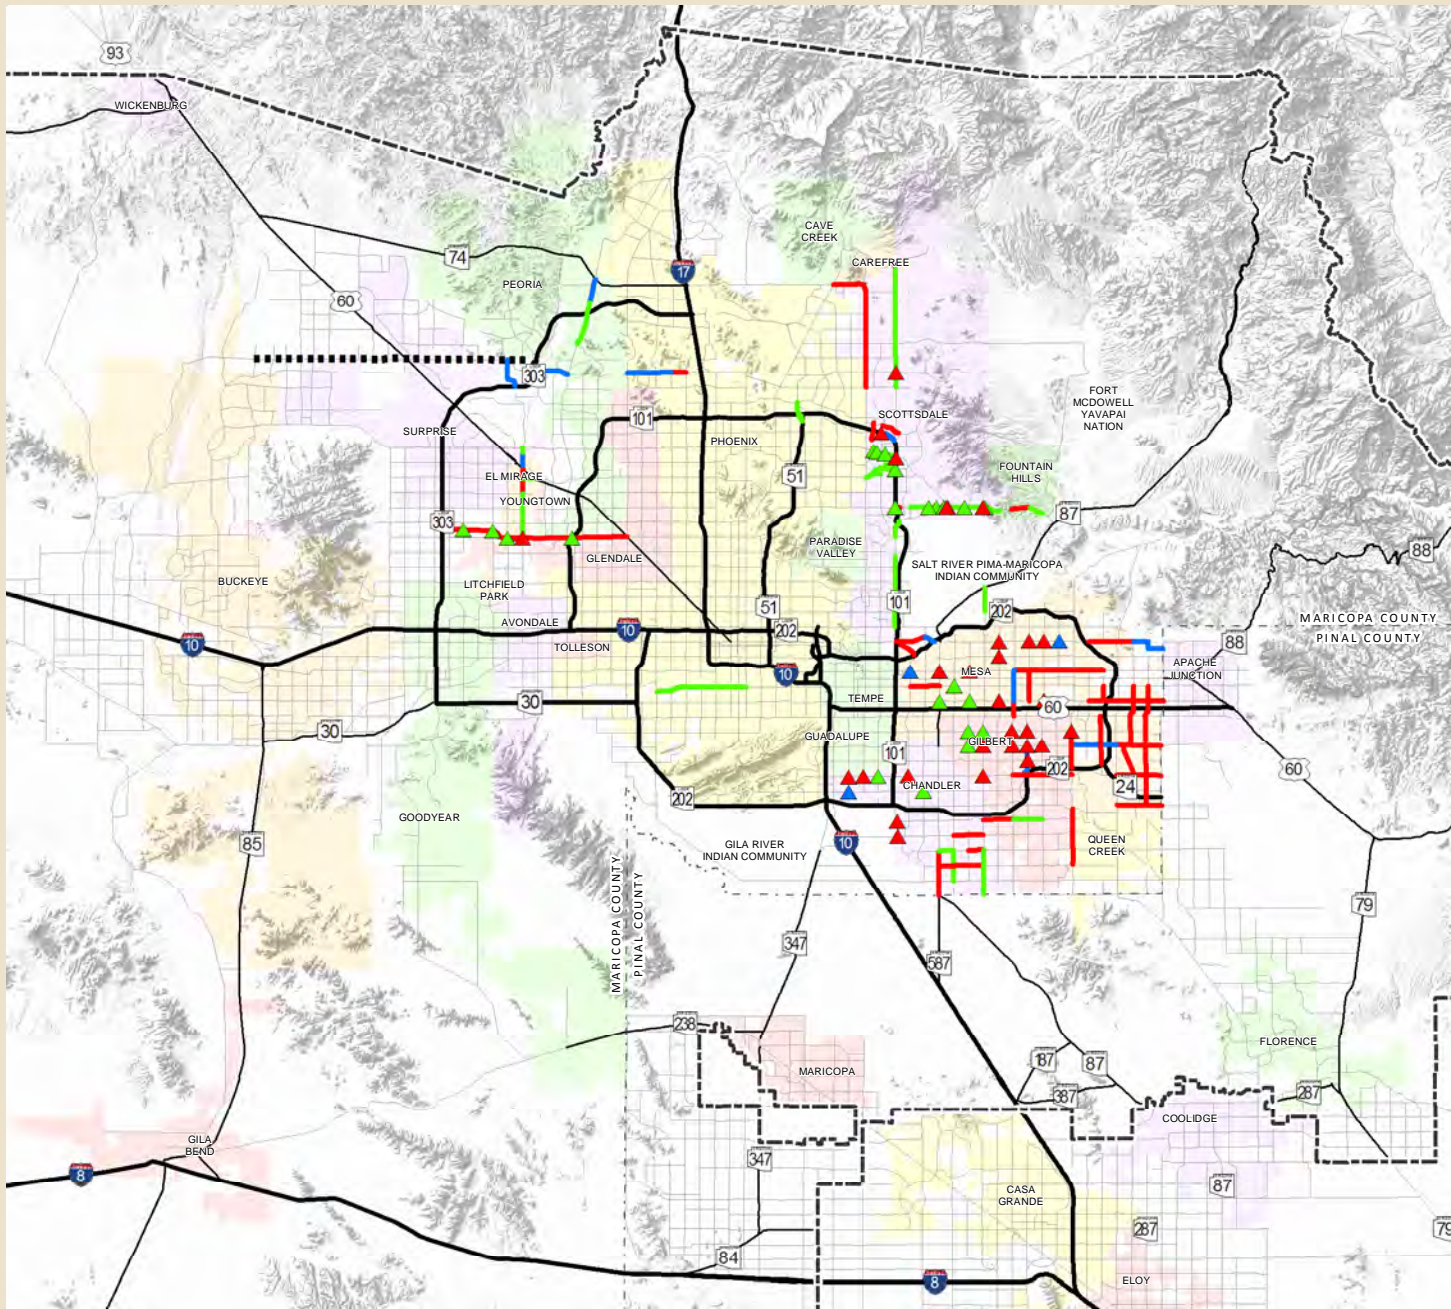 93
WICKENBURG
CAVE
CREEK
CAREFREE
74
17
PEORIA
60
303
FORT
MCDOWELL
YAVAPAI
NATION
SCOTTSDALE
101
SURPRISE
PHOENIX
FOUNTAIN
HILLS
51
EL MIRAGE
YOUNGTOWN
87
303
PARADISE
VALLEY
88
GLENDALE
SALT RIVER PIMA-MARICOPA
INDIAN COMMUNITY
BUCKEYE
LITCHFIELD
PARK
101
51
202
MARICOPA COUNTY
PINAL COUNTY
AVONDALE
10
202
10
TOLLESON
88
APACHE
JUNCTION
MESA
10
TEMPE
30
60
30
GUADALUPE
GILBERT
101
202
60
CHANDLER
24
202
GOODYEAR
85
10
GILA RIVER
INDIAN COMMUNITY
QUEEN
CREEK
MARICOPA COUNTY
PINAL COUNTY
79
347
587
238
FLORENCE
187
87
MARICOPA
387
287
COOLIDGE
GILA
BEND
347
8
87
CASA
GRANDE
287
79
84
8
ELOY